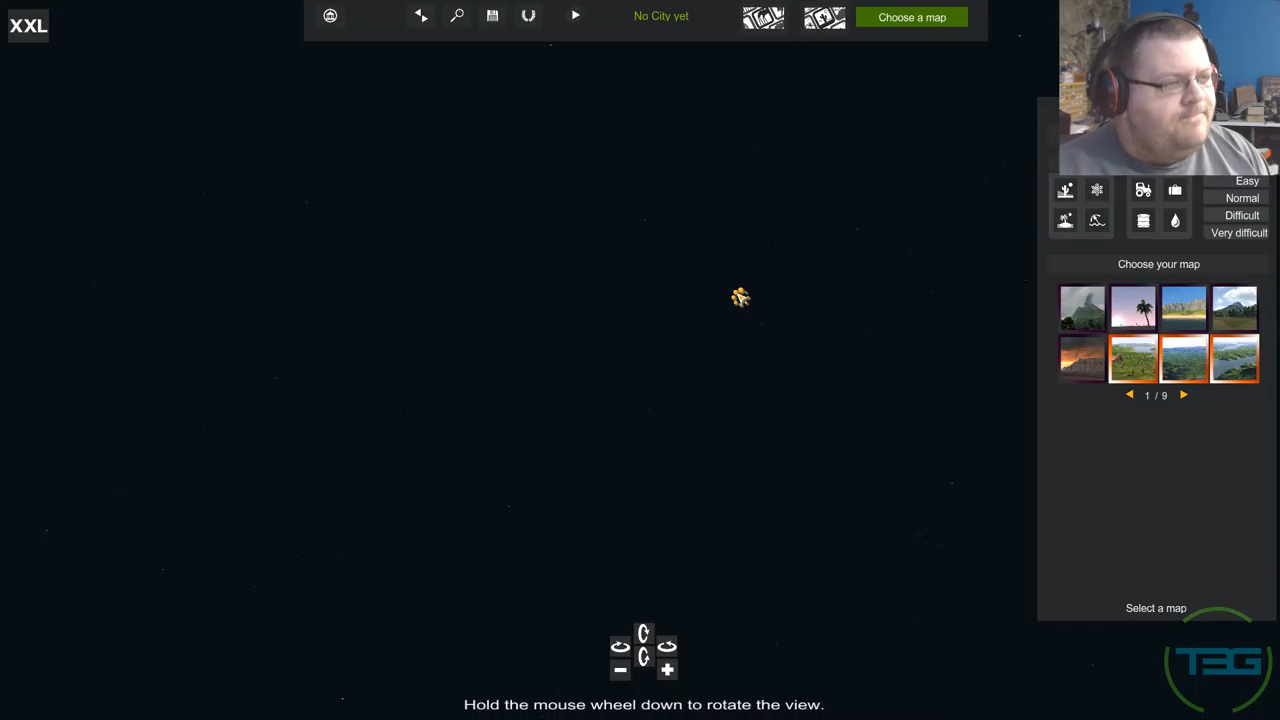 XXL
No City yet
Choose a map
Easy
Normal
Difficult
Very difficult
Choose your map
1 / 9
Select a map
TEG
Hold the mouse wheel down to rotate the view.